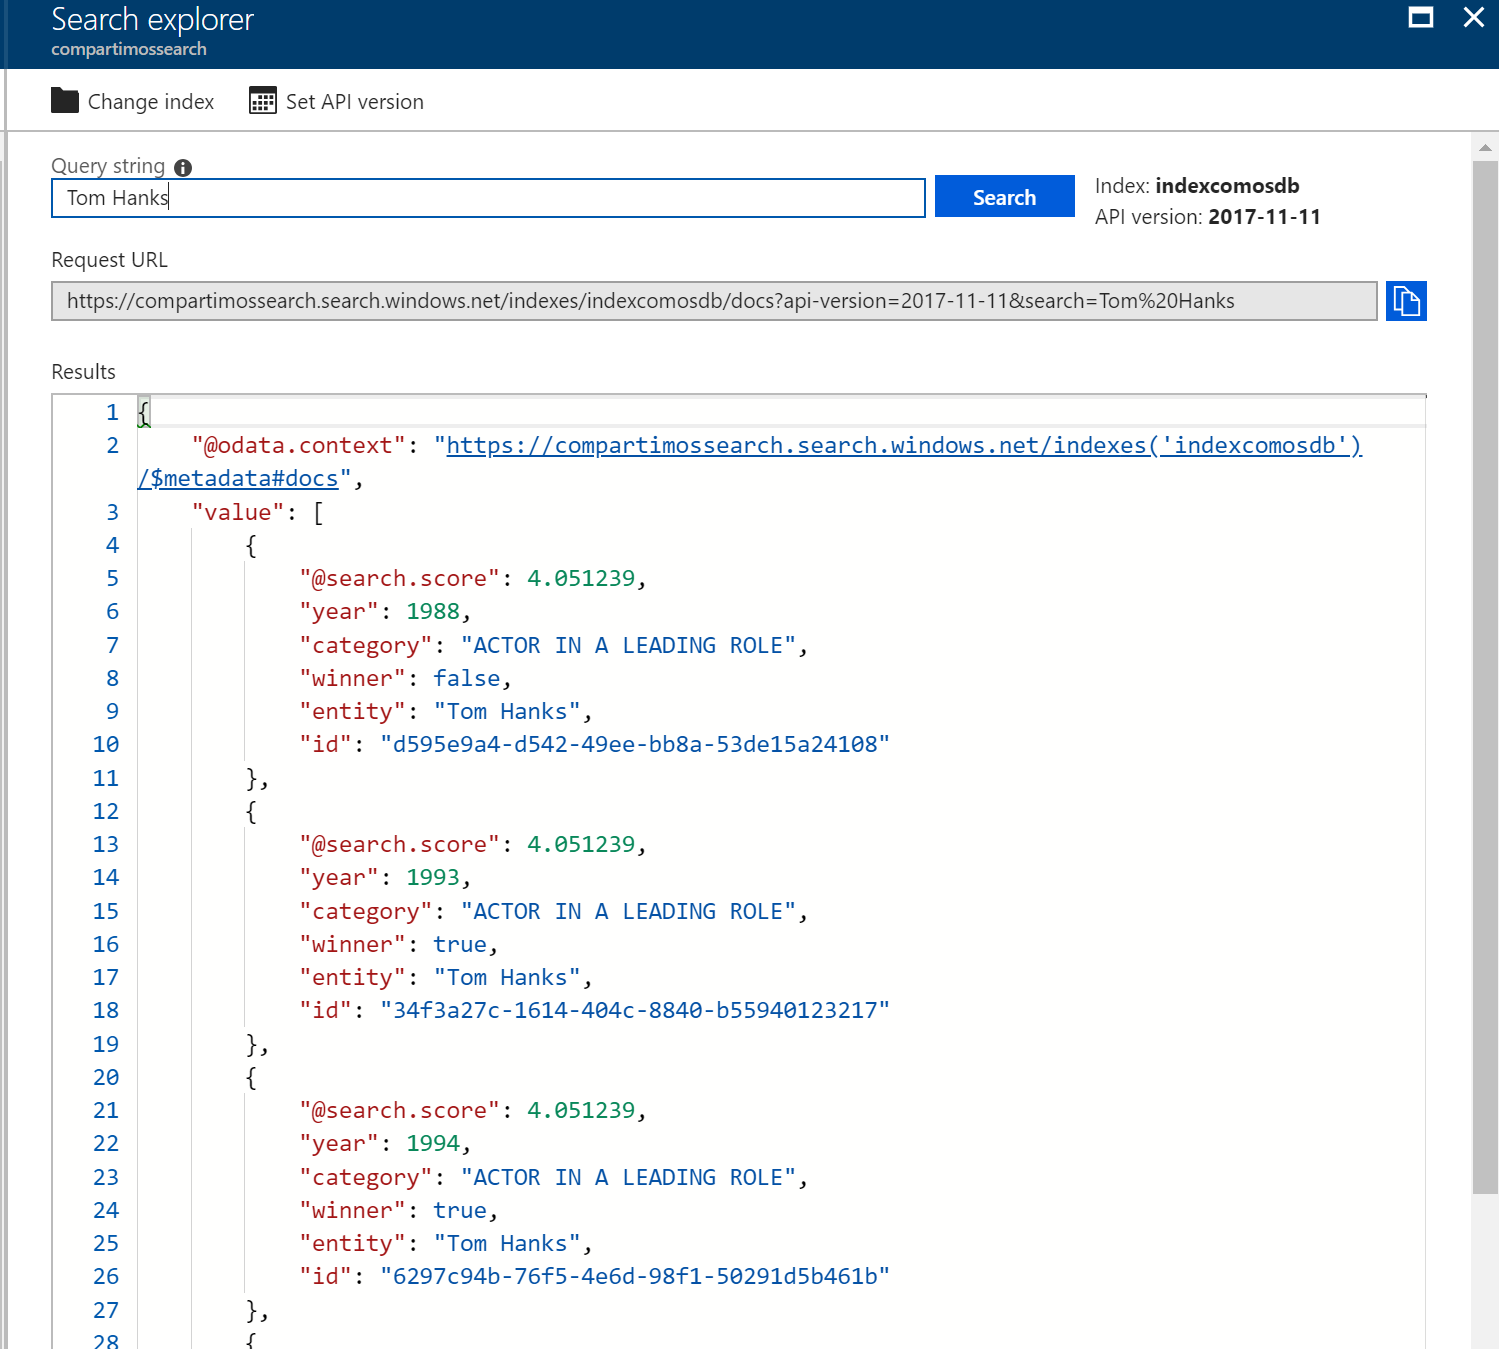 Search explorer
compartimossearch
Change index
Set API version
Query string
Tom Hanks
Search
Index: indexcomosdb
API version: 2017-11-11
Request URL
https://compartimossearch.search.windows.net/indexes/indexcomosdb/docs?api-version=2017-11-11&search=Tom%20Hanks
Results
1 {
2 "@odata.context": "https://compartimossearch.search.windows.net/indexes('indexcomosdb')
/$metadata#docs",
3 "value": [
4 {
5 "@search.score": 4.051239,
6 "year": 1988,
7 "category": "ACTOR IN A LEADING ROLE",
8 "winner": false,
9 "entity": "Tom Hanks",
10 "id": "d595e9a4-d542-49ee-bb8a-53de15a24108"
11 },
12 {
13 "@search.score": 4.051239,
14 "year": 1993,
15 "category": "ACTOR IN A LEADING ROLE",
16 "winner": true,
17 "entity": "Tom Hanks",
18 "id": "34f3a27c-1614-404c-8840-b55940123217"
19 },
20 {
21 "@search.score": 4.051239,
22 "year": 1994,
23 "category": "ACTOR IN A LEADING ROLE",
24 "winner": true,
25 "entity": "Tom Hanks",
26 "id": "6297c94b-76f5-4e6d-98f1-50291d5b461b"
27 },
28 {